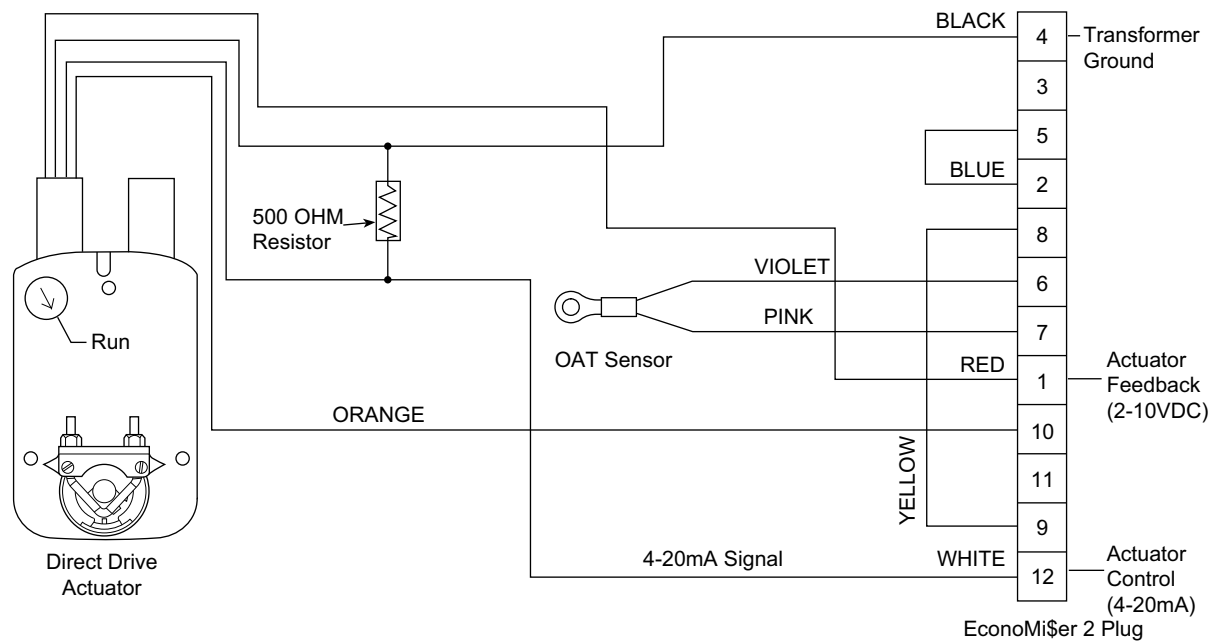 BLACK
4
Transformer
Ground
3
5
BLUE
2
500 OHM
Resistor
8
VIOLET
6
PINK
7
Run
OAT Sensor
RED
1
Actuator
Feedback
(2-10VDC)
ORANGE
10
YELLOW
11
9
Direct Drive
Actuator
4-20mA Signal
WHITE
12
Actuator
Control
(4-20mA)
EconoMi$er 2 Plug